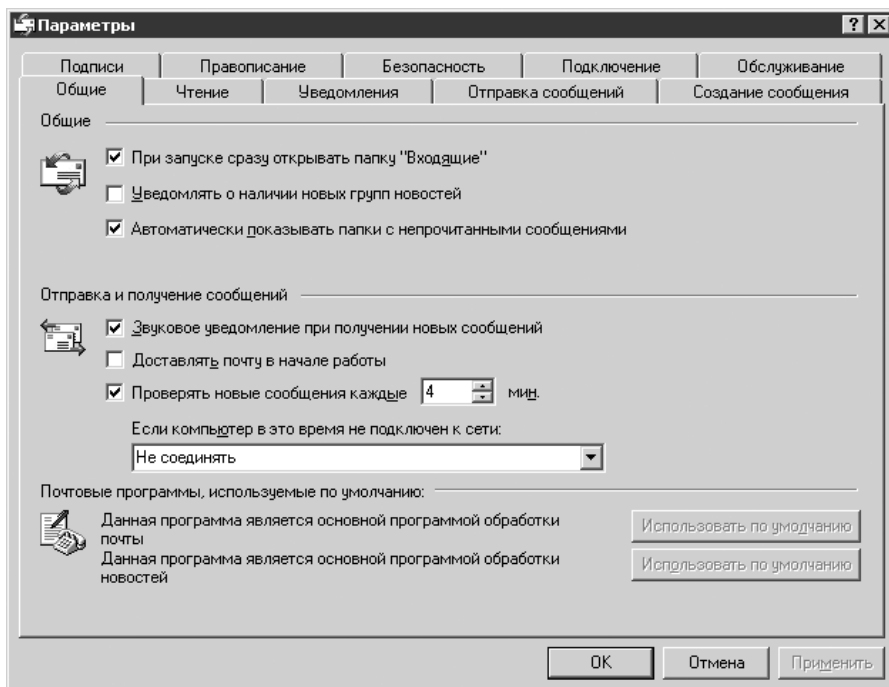 Параметры
Подписи Правописание Безопасность Подключение Обслуживание
Общие Чтение Уведомления Отправка сообщений Создание сообщения
Общие
При запуске сразу открывать папку "Входящие"
Уведомлять о наличии новых групп новостей
Автоматически показывать папки с непрочитанными сообщениями
Отправка и получение сообщений
Звуковое уведомление при получении новых сообщений
Доставлять почту в начале работы
Проверять новые сообщения каждые 4 мин.
Если компьютер в это время не подключен к сети:
Не соединять
Почтовые программы, используемые по умолчанию:
Данная программа является основной программой обработки
почты
Использовать по умолчанию
Данная программа является основной программой обработки
новостей
Использовать по умолчанию
OK Отмена Применить